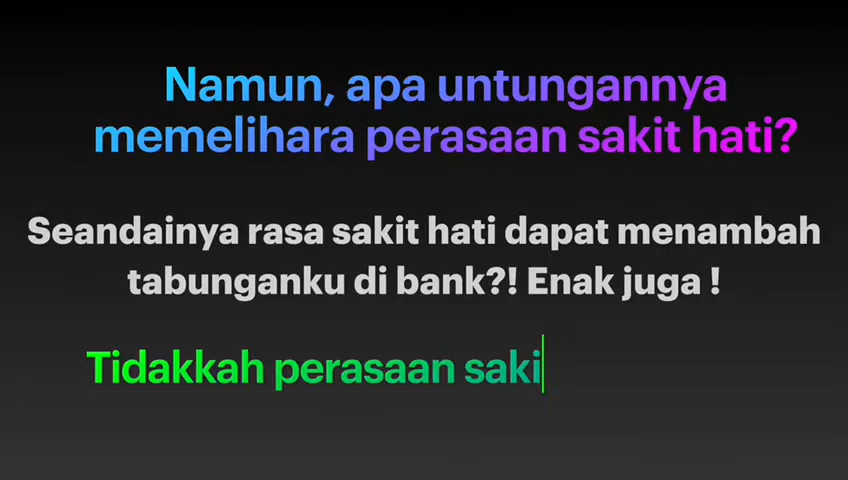 Namun, apa untungannya
memelihara perasaan sakit hati?
Seandainya rasa sakit hati dapat menambah
tabunganku di bank?! Enak juga !
Tidakkah perasaan saki